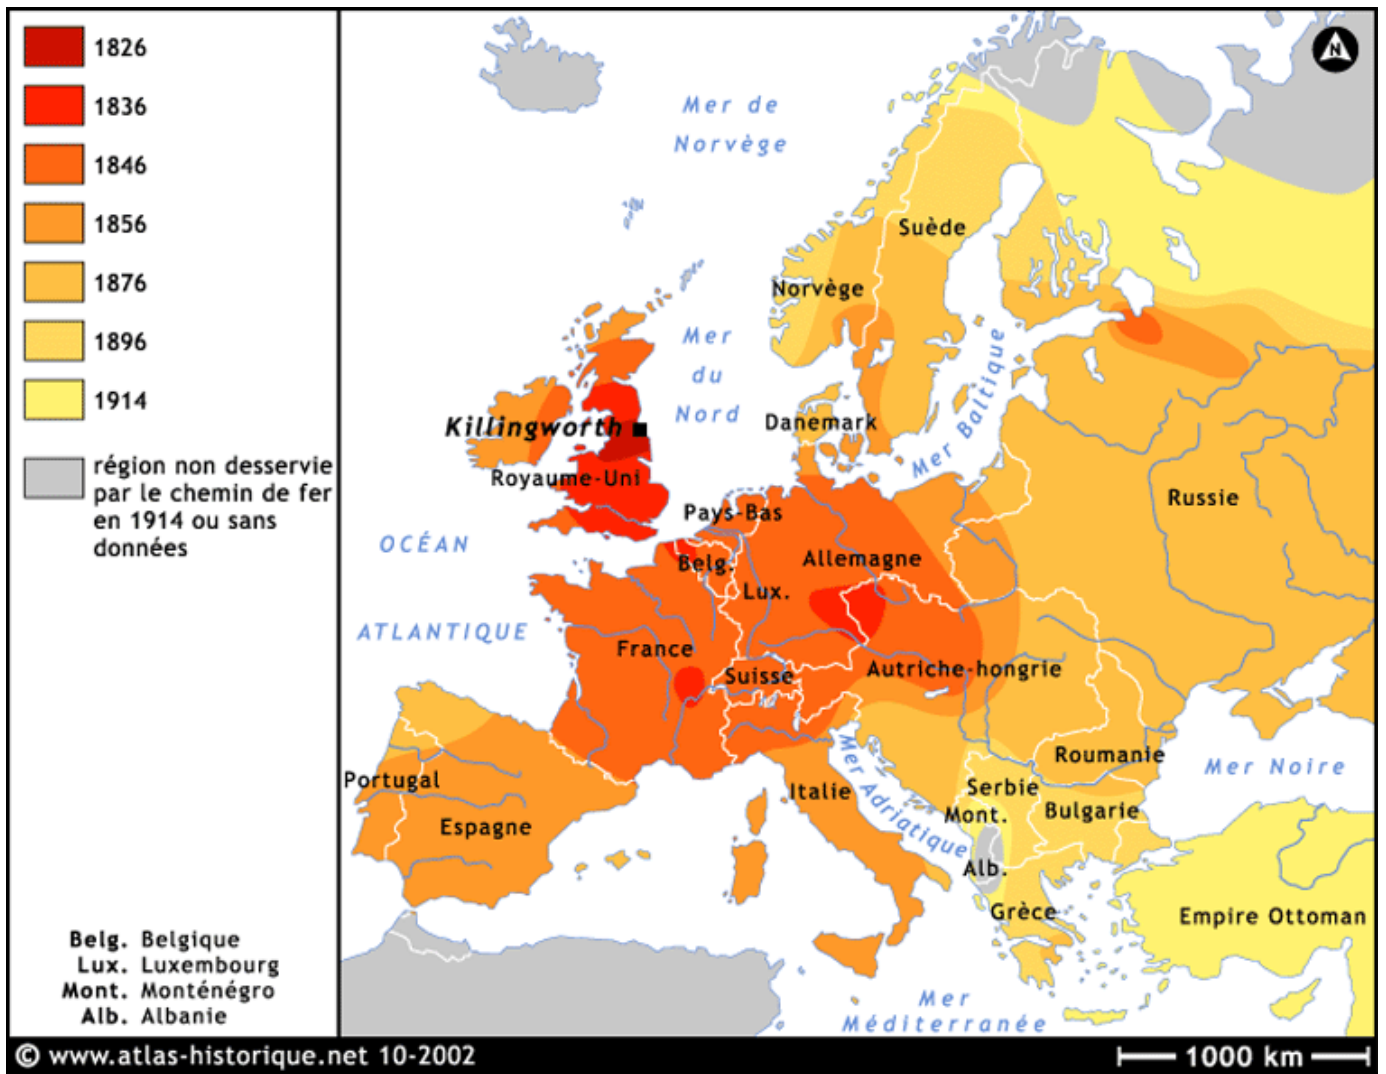 1826
1836
1846
1856
1876
1896
1914
région non desservie
par le chemin de fer
en 1914 ou sans
données
Belg. Belgique
Lux. Luxembourg
Mont. Monténégro
Alb. Albanie
N
Mer de
Norvège
Suède
Norvège
Mer
du
Nord
Mer Baltique
Danemark
Killingworth
Royaume-Uni
Russie
Pays-Bas
OCÉAN
ATLANTIQUE
Belg.
Allemagne
Lux.
France
Suisse
Autriche-hongrie
Roumanie
Mer Noire
Mer Adriatique
Portugal
Italie
Serbie
Mont.
Bulgarie
Espagne
Alb.
Grèce
Empire Ottoman
Mer
Méditerranée
© www.atlas-historique.net 10-2002
1000 km